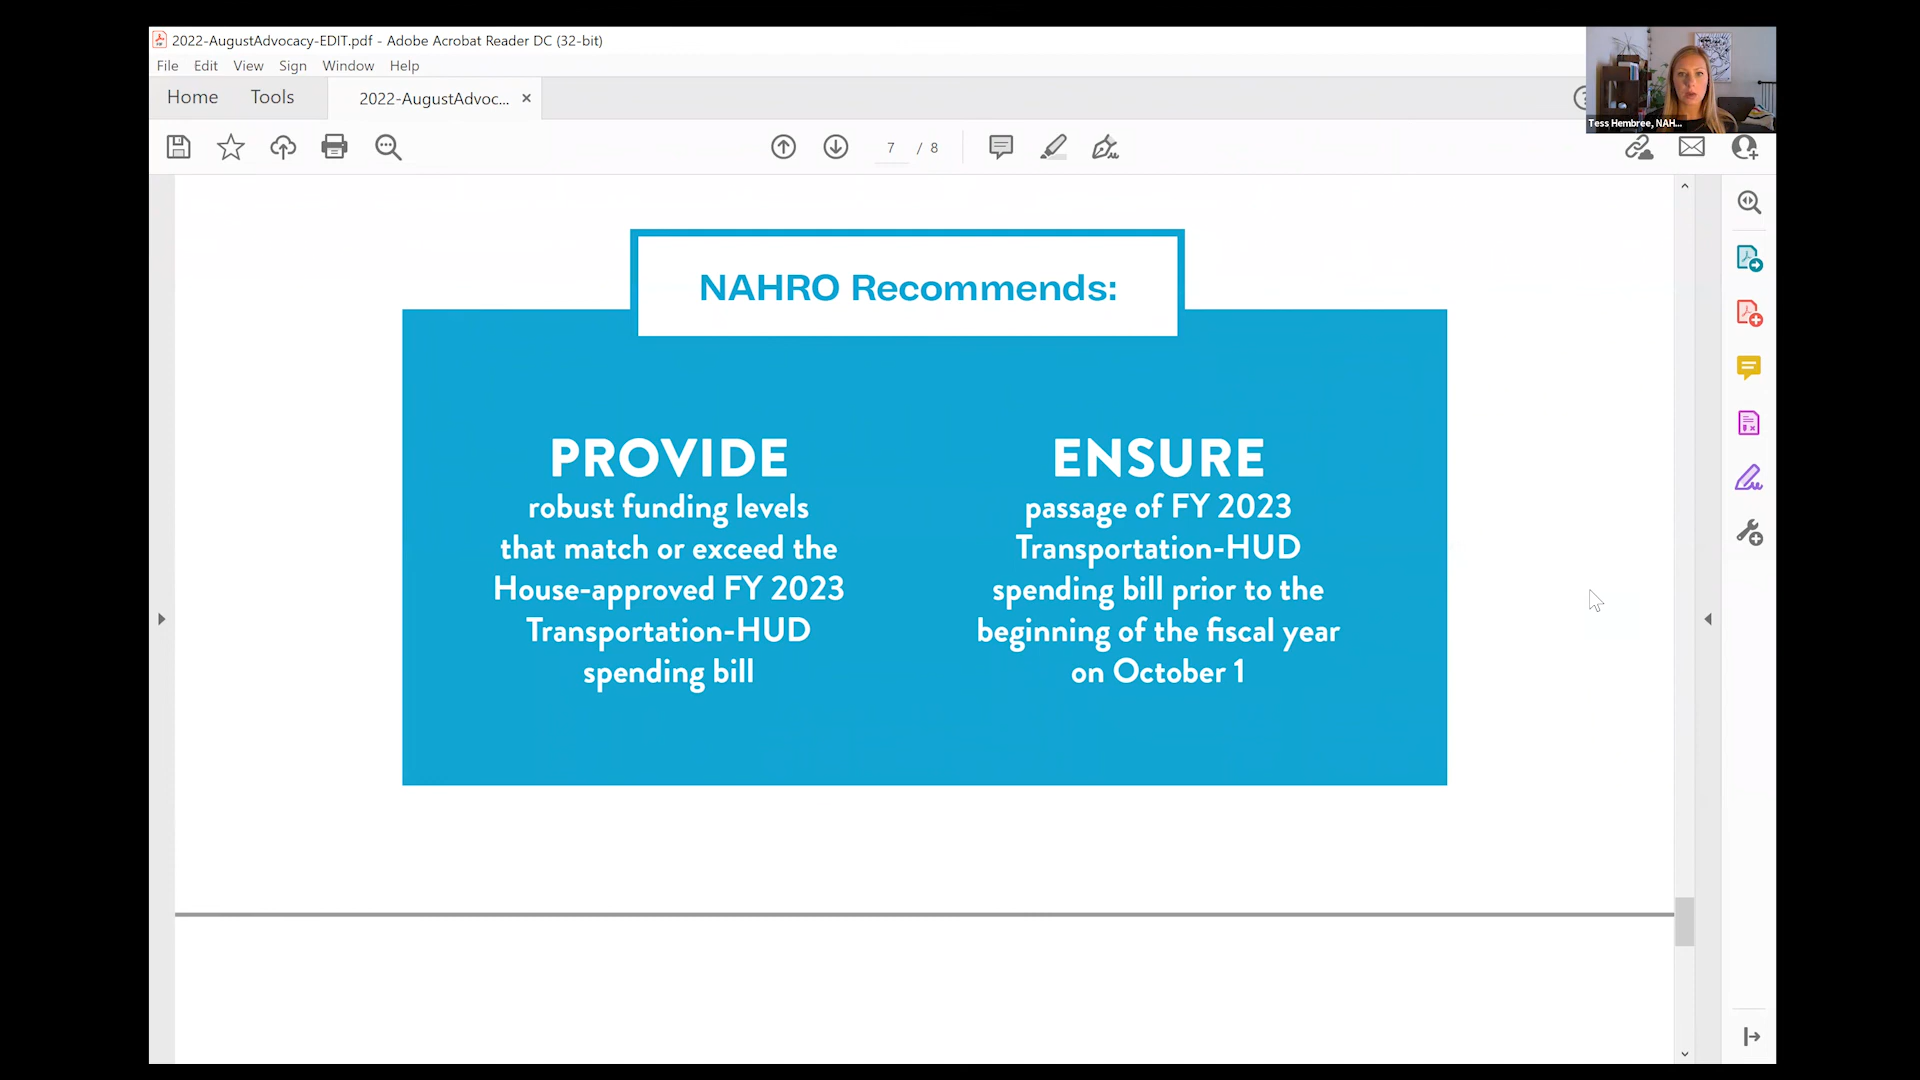 2022-AugustAdvocacy-EDIT.pdf - Adobe Acrobat Reader DC (32-bit)
File Edit View Sign Window Help
Home Tools 2022-AugustAdvoc... ×
7 / 8
Tess Hembree, NAH...
NAHRO Recommends:
PROVIDE
robust funding levels
that match or exceed the
House-approved FY 2023
Transportation-HUD
spending bill
ENSURE
passage of FY 2023
Transportation-HUD
spending bill prior to the
beginning of the fiscal year
on October 1